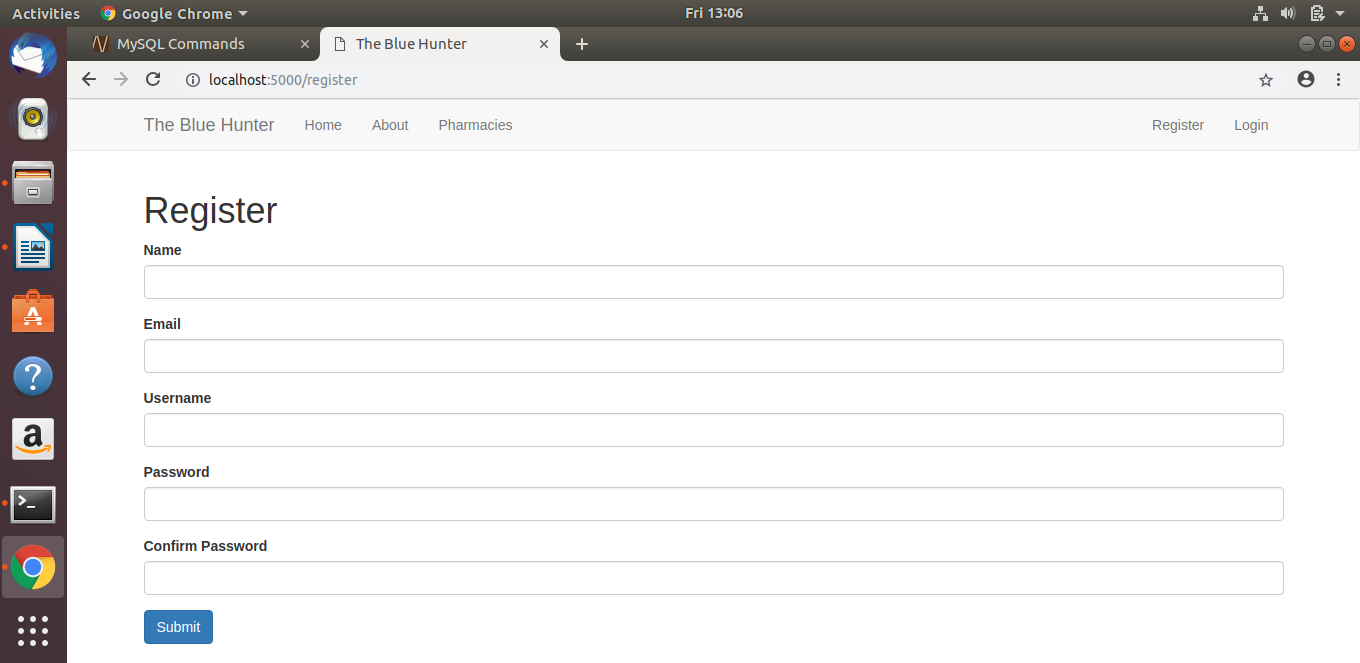 Activities Google Chrome Fri 13:06
MySQL Commands The Blue Hunter
localhost:5000/register
The Blue Hunter Home About Pharmacies Register Login
Register
Name
Email
Username
Password
Confirm Password
Submit